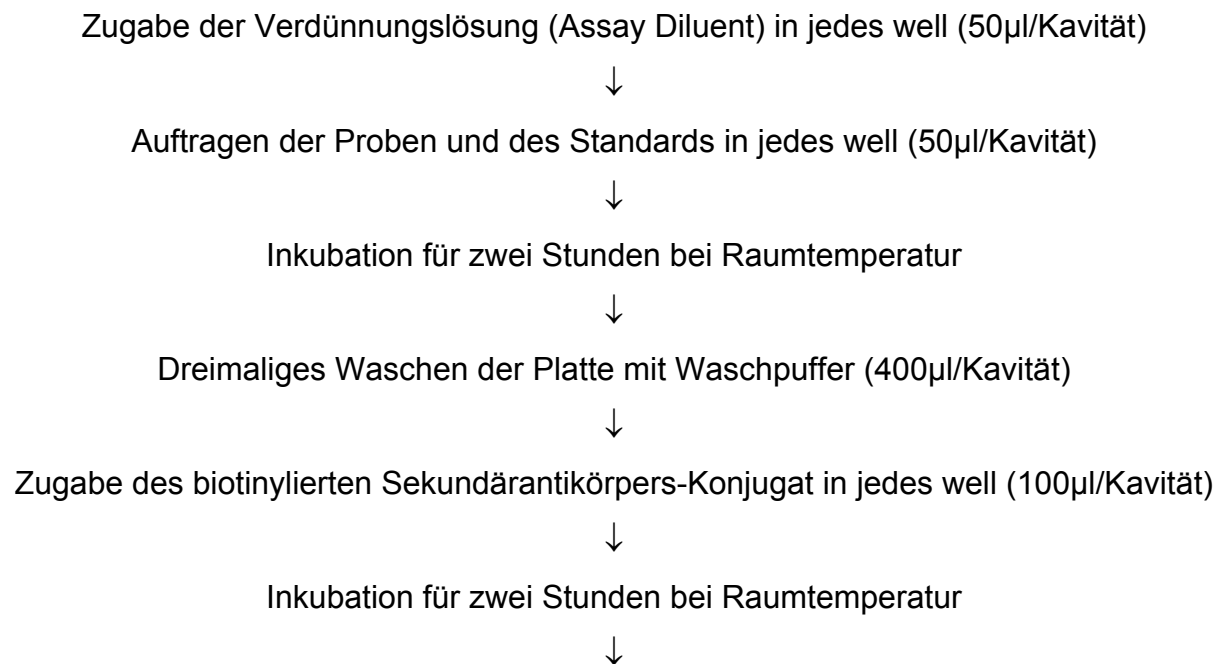 Zugabe der Verdünnungslösung (Assay Diluent) in jedes well (50µl/Kavität)
↓
Auftragen der Proben und des Standards in jedes well (50µl/Kavität)
↓
Inkubation für zwei Stunden bei Raumtemperatur
↓
Dreimaliges Waschen der Platte mit Waschpuffer (400µl/Kavität)
↓
Zugabe des biotinylierten Sekundärantikörpers-Konjugat in jedes well (100µl/Kavität)
↓
Inkubation für zwei Stunden bei Raumtemperatur
↓